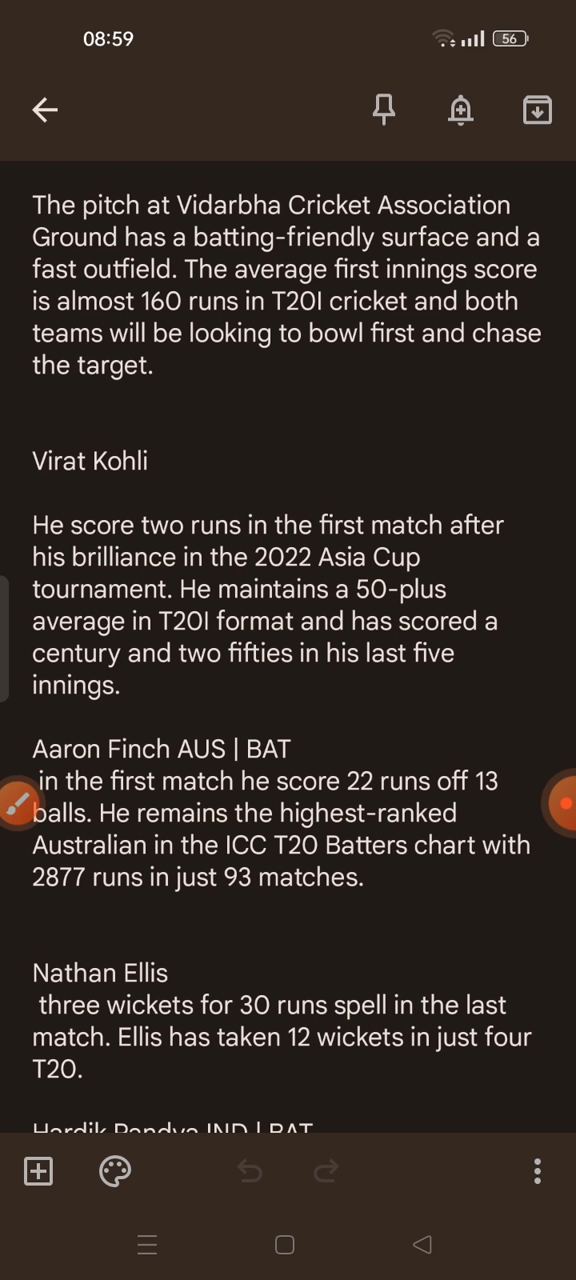 08:59
56
The pitch at Vidarbha Cricket Association
Ground has a batting-friendly surface and a
fast outfield. The average first innings score
is almost 160 runs in T20I cricket and both
teams will be looking to bowl first and chase
the target.
Virat Kohli
He score two runs in the first match after
his brilliance in the 2022 Asia Cup
tournament. He maintains a 50-plus
average in T20I format and has scored a
century and two fifties in his last five
innings.
Aaron Finch AUS | BAT
in the first match he score 22 runs off 13
balls. He remains the highest-ranked
Australian in the ICC T20 Batters chart with
2877 runs in just 93 matches.
Nathan Ellis
three wickets for 30 runs spell in the last
match. Ellis has taken 12 wickets in just four
T20.
Hardik Pandya IND | BAT